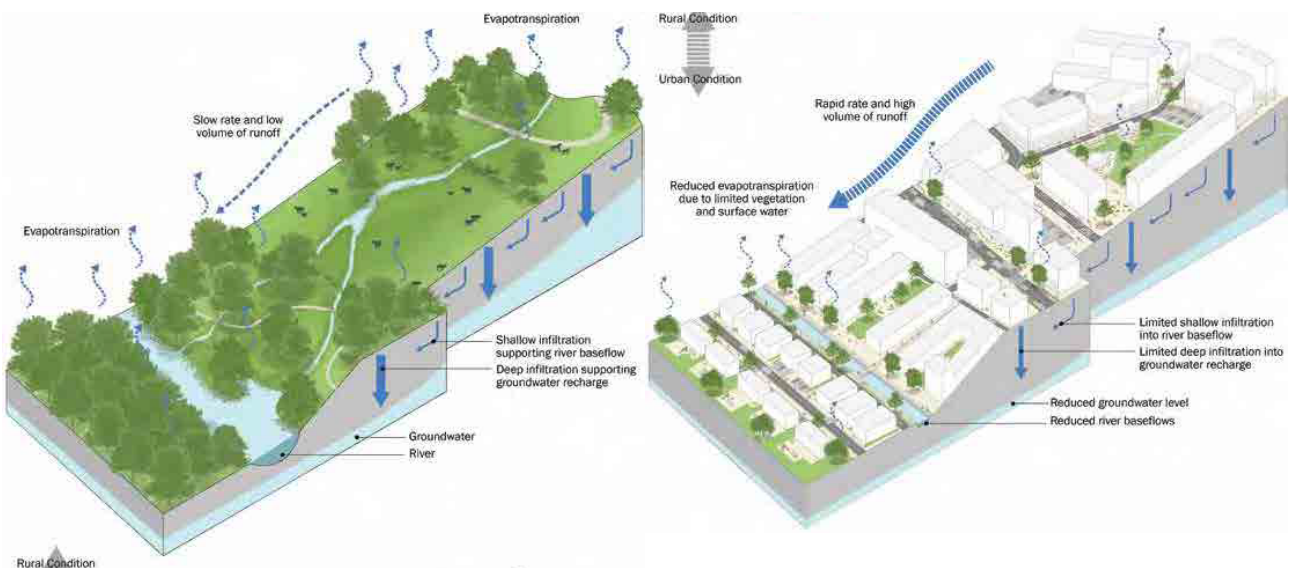 Evapotranspiration
Slow rate and low
volume of runoff
Evapotranspiration
Shallow infiltration
supporting river baseflow
Deep infiltration supporting
groundwater recharge
Groundwater
River
Rural Condition
Rural Condition
Urban Condition
Rapid rate and high
volume of runoff
Reduced evapotranspiration
due to limited vegetation
and surface water
Limited shallow infiltration
into river baseflow
Limited deep infiltration into
groundwater recharge
Reduced groundwater level
Reduced river baseflows